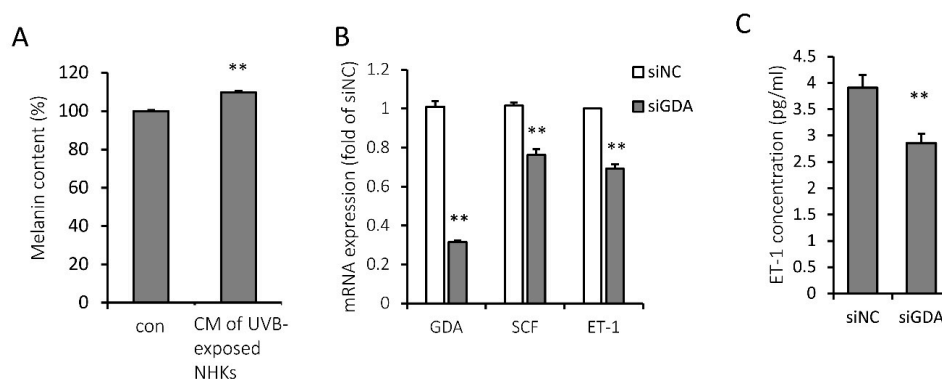 A
Melanin content (%)
120
100
80
60
40
20
0
**
con
CM of UVB-
exposed
NHKs
B
mRNA expression (fold of siNC)
1.2
1
0.8
0.6
0.4
0.2
0
siNC
siGDA
**
**
**
GDA
SCF
ET-1
C
ET-1 concentration (pg/ml)
4.5
4
3.5
3
2.5
2
1.5
1
0.5
0
**
siNC
siGDA